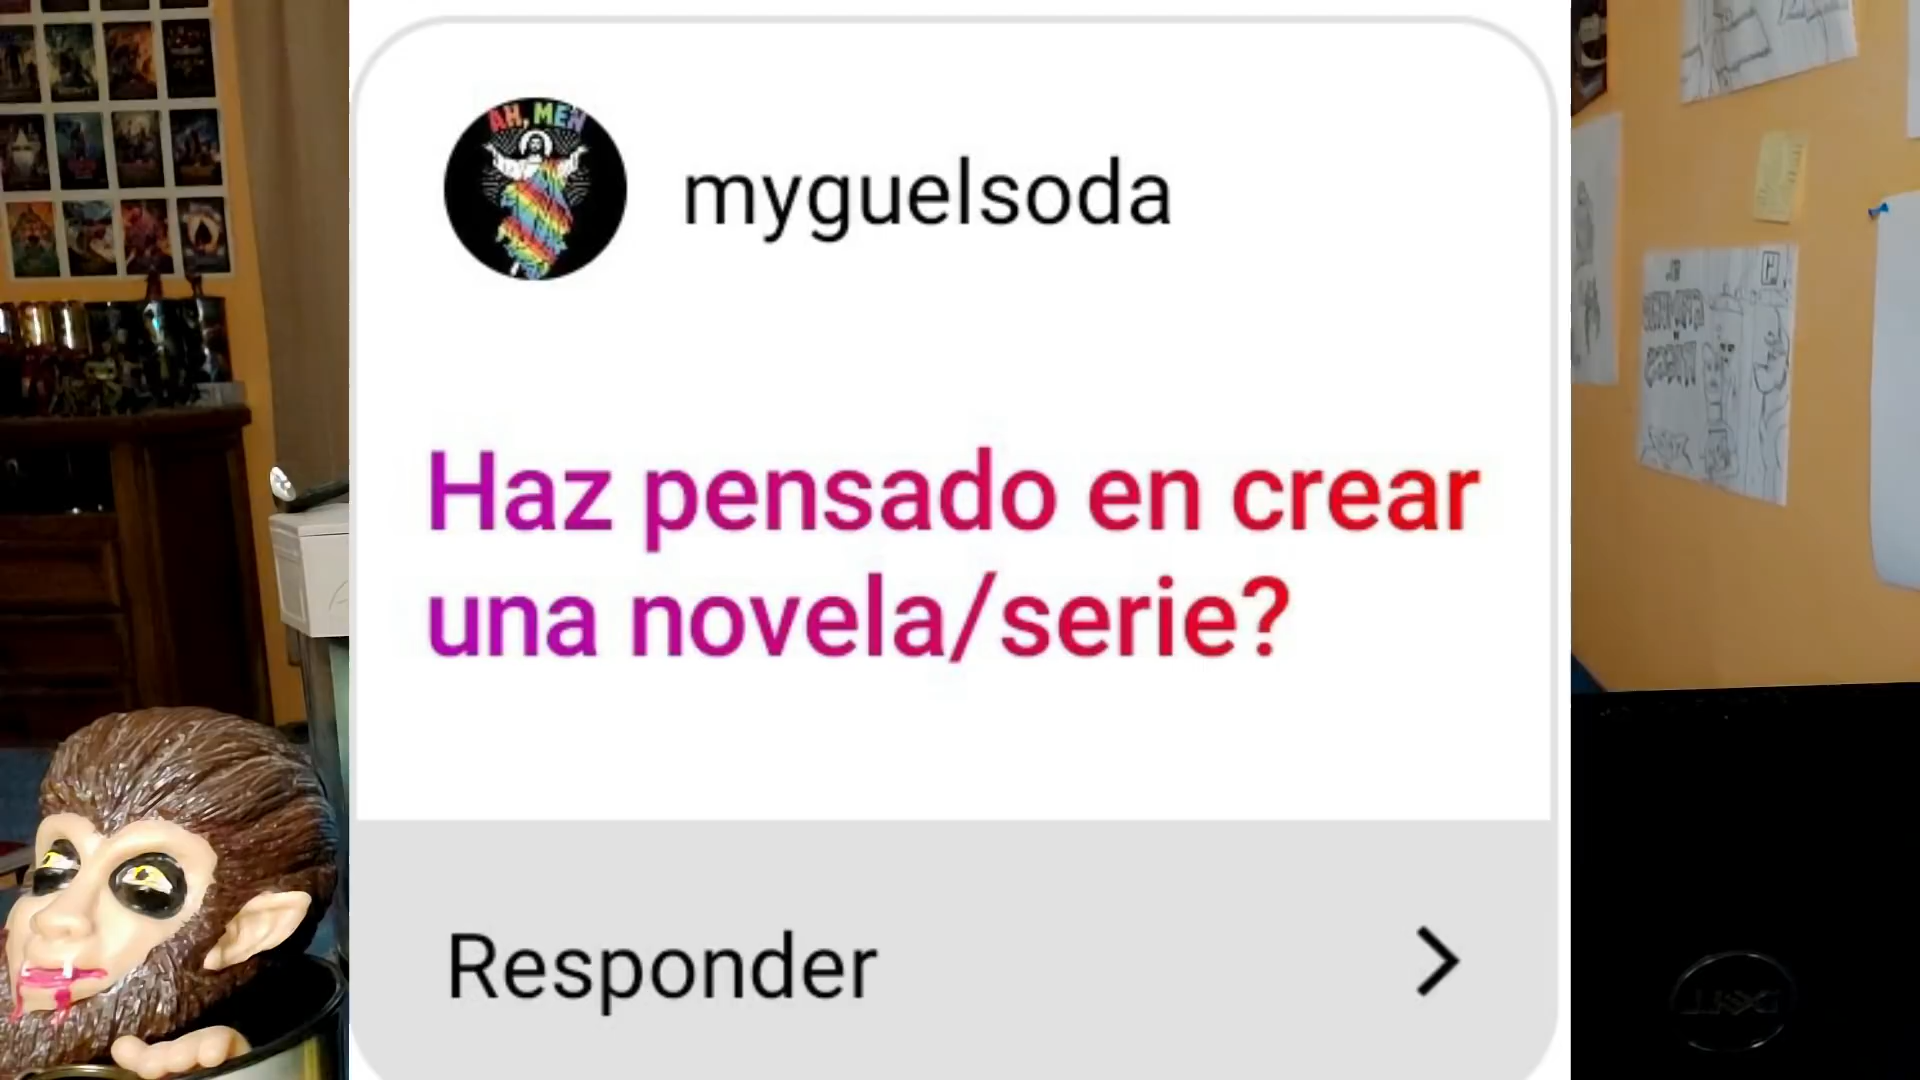 AH, MEN
myguelsoda
Haz pensado en crear
una novela/serie?
Responder